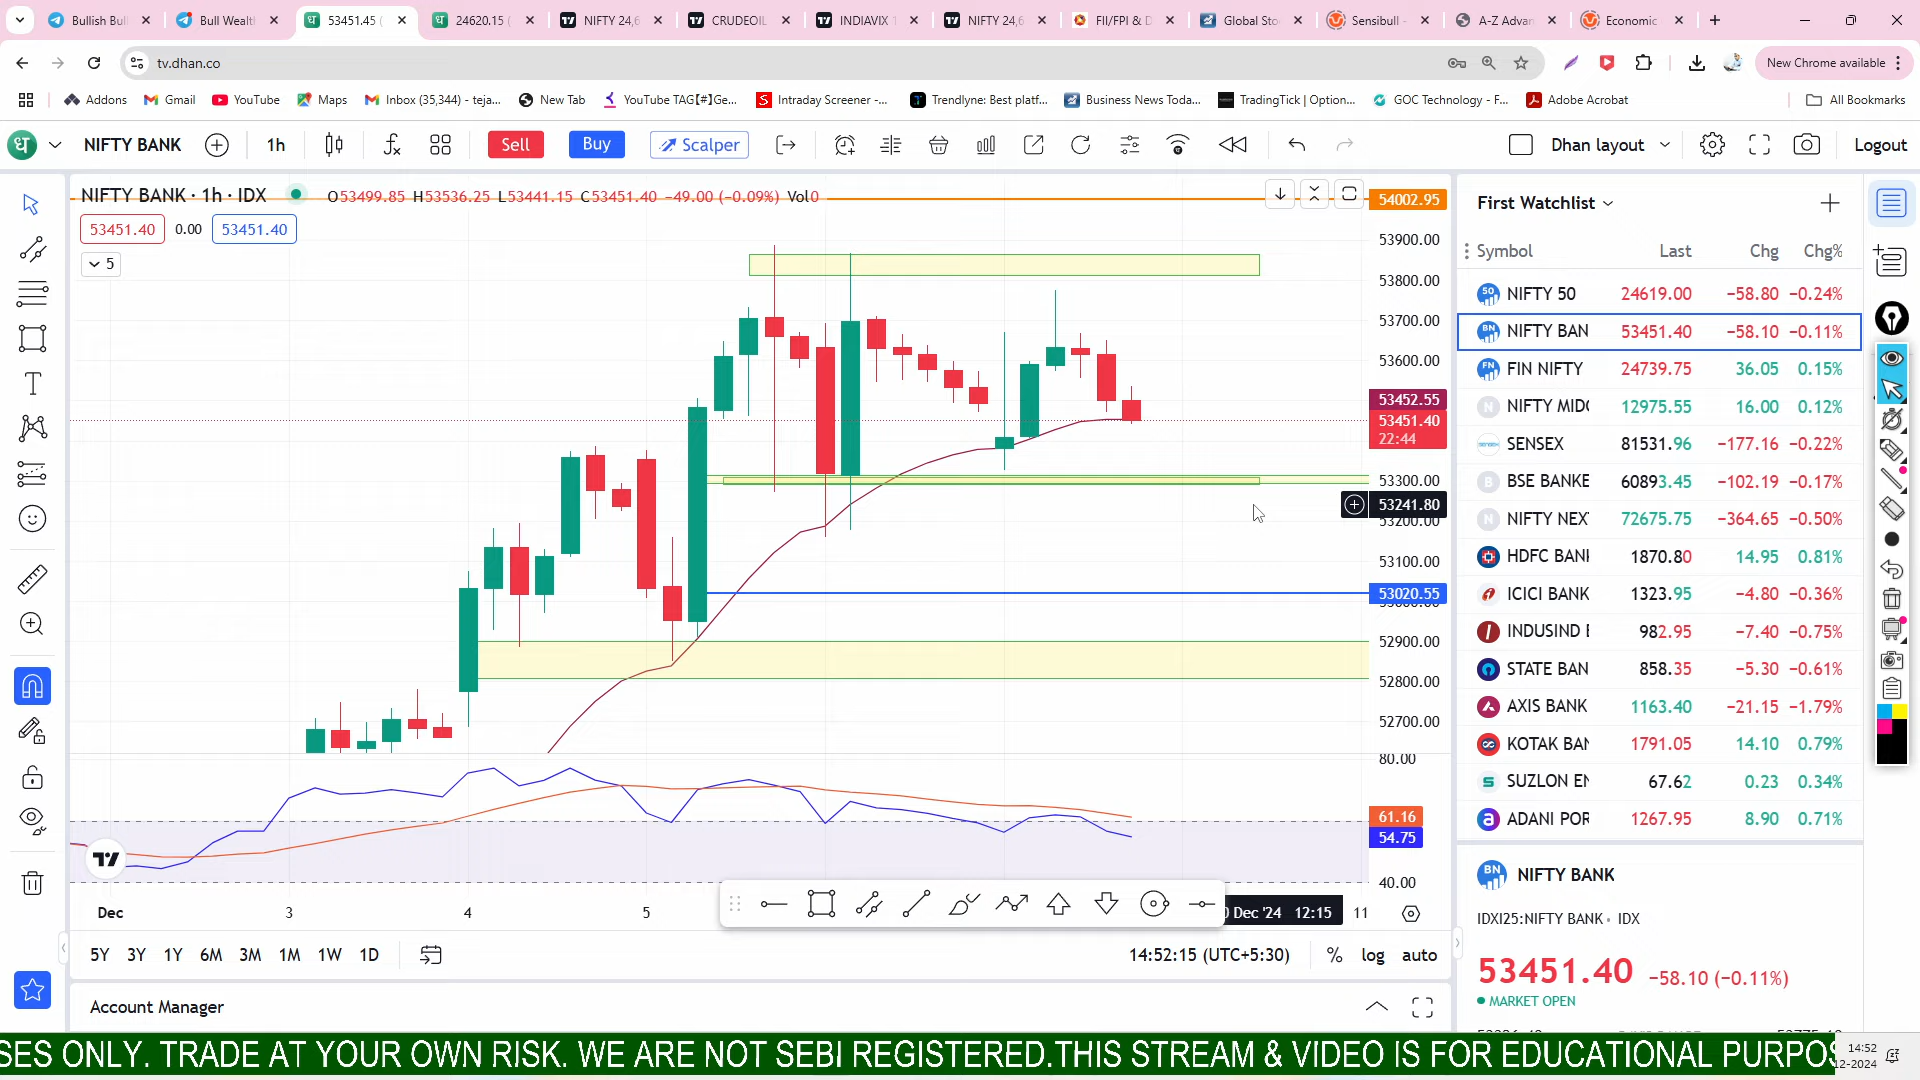 Bullish Bul
Bull Wealt
53451.45 (
24620.15 (
NIFTY 24,6
CRUDEOIL
INDIAVIX 1
NIFTY 24,6
FII/FPI & D
Global Sto
Sensibull -
A-Z Advan
Economic
tv.dhan.co
New Chrome available
Addons
Gmail
YouTube
Maps
Inbox (35,344) - teja...
New Tab
YouTube TAG【#】Ge...
Intraday Screener -...
Trendlyne: Best platf...
Business News Toda...
TradingTick | Option...
GOC Technology - F...
Adobe Acrobat
All Bookmarks
NIFTY BANK
1h
Sell
Buy
Scalper
Dhan layout
Logout
NIFTY BANK · 1h · IDX
O53499.85 H53536.25 L53441.15 C53451.40 −49.00 (−0.09%) Vol0
53451.40 0.00 53451.40
5
54002.95
53900.00
53800.00
53700.00
53600.00
53452.55
53451.40
22:44
53300.00
53241.80
53200.00
53100.00
53020.55
52900.00
52800.00
52700.00
80.00
61.16
54.75
40.00
Dec 3 4 5
Dec '24 12:15 11
5Y 3Y 1Y 6M 3M 1M 1W 1D
14:52:15 (UTC+5:30)
% log auto
Account Manager
First Watchlist
Symbol Last Chg Chg%
NIFTY 50 24619.00 −58.80 −0.24%
NIFTY BAN 53451.40 −58.10 −0.11%
FIN NIFTY 24739.75 36.05 0.15%
NIFTY MID 12975.55 16.00 0.12%
SENSEX 81531.96 −177.16 −0.22%
BSE BANKE 60893.45 −102.19 −0.17%
NIFTY NEX 72675.75 −364.65 −0.50%
HDFC BANK 1870.80 14.95 0.81%
ICICI BANK 1323.95 −4.80 −0.36%
INDUSIND 982.95 −7.40 −0.75%
STATE BAN 858.35 −5.30 −0.61%
AXIS BANK 1163.40 −21.15 −1.79%
KOTAK BAN 1791.05 14.10 0.79%
SUZLON EN 67.62 0.23 0.34%
ADANI POR 1267.95 8.90 0.71%
NIFTY BANK
IDXI25:NIFTY BANK · IDX
53451.40 −58.10 (−0.11%)
MARKET OPEN
SES ONLY. TRADE AT YOUR OWN RISK. WE ARE NOT SEBI REGISTERED.THIS STREAM & VIDEO IS FOR EDUCATIONAL PURPOS
14:52
12-2024